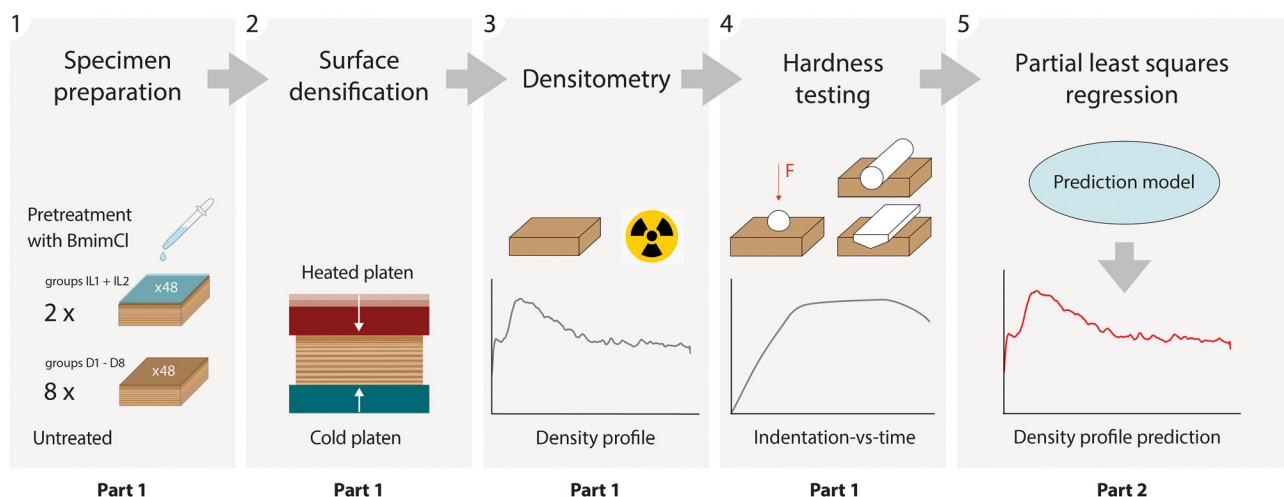 1
Specimen
preparation
Pretreatment
with BmimCl
groups IL1 + IL2
2 x
x48
groups D1 - D8
8 x
x48
Untreated
Part 1
2
Surface
densification
Heated platen
Cold platen
Part 1
3
Densitometry
Density profile
Part 1
4
Hardness
testing
F
Indentation-vs-time
Part 1
5
Partial least squares
regression
Prediction model
Density profile prediction
Part 2